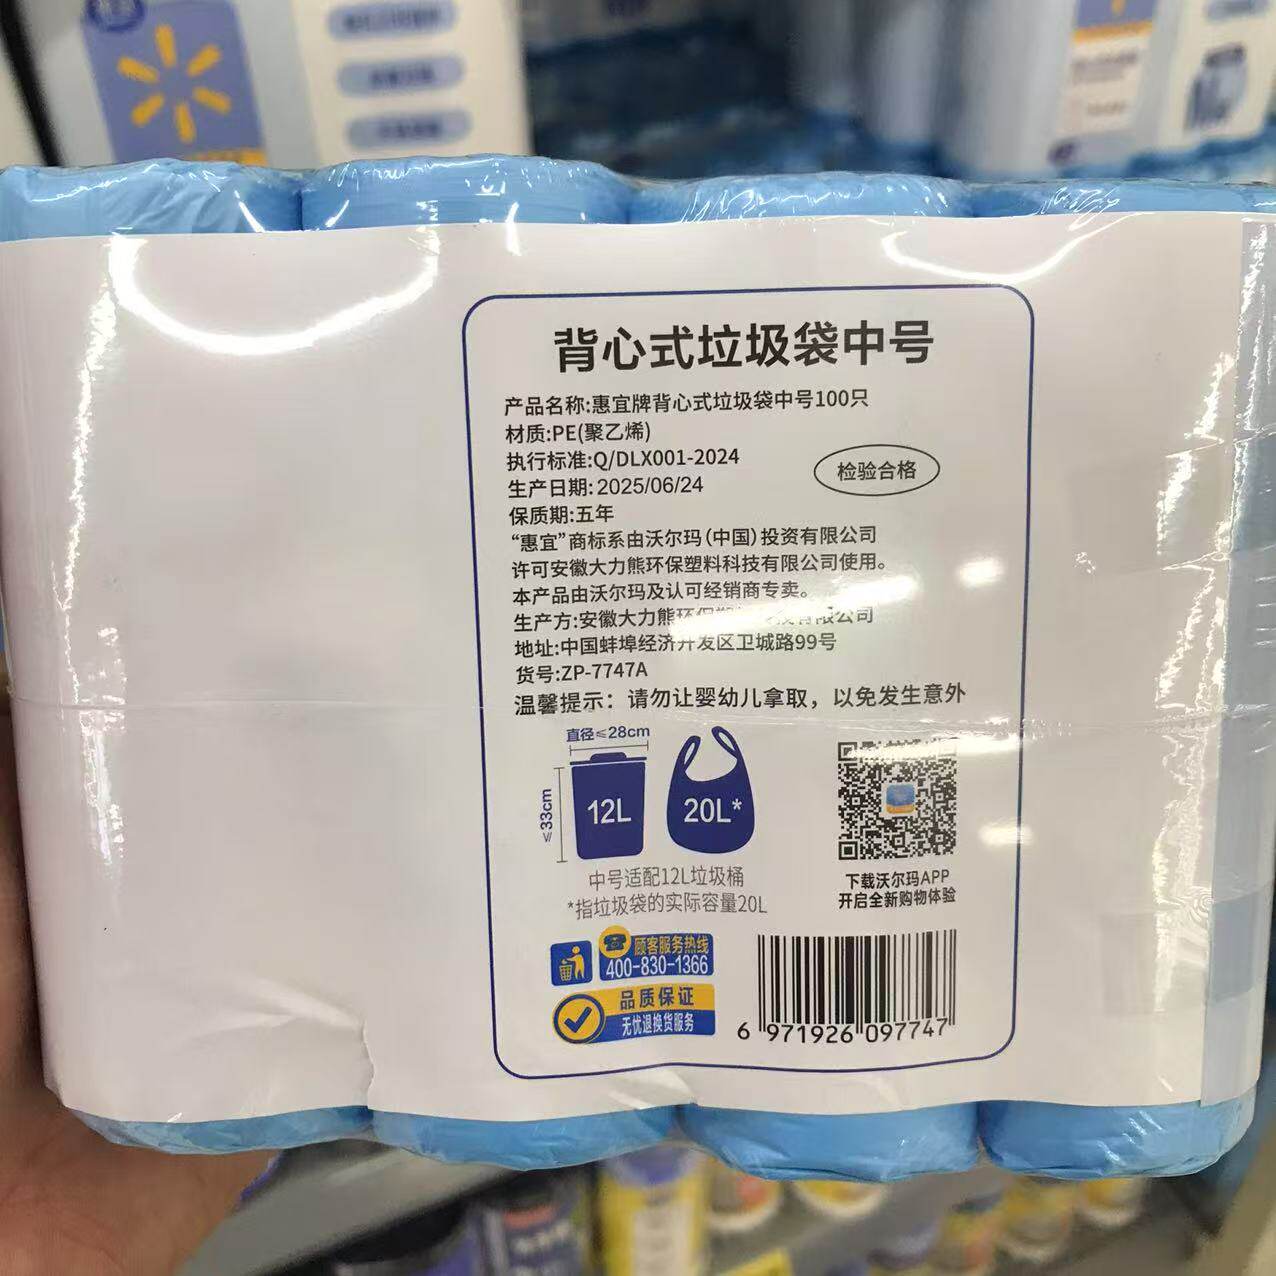 背心式垃圾袋中号
产品名称:惠宜牌背心式垃圾袋中号100只
材质:PE(聚乙烯)
执行标准:Q/DLX001-2024
检验合格
生产日期: 2025/06/24
保质期:五年
“惠宜”商标系由沃尔玛(中国)投资有限公司
许可安徽大力熊环保塑料科技有限公司使用。
本产品由沃尔玛及认可经销商专卖。
生产方:安徽大力熊环保塑 技有限公司
地址:中国蚌埠经济开发区卫城路99号
货号:ZP-7747A
温馨提示：请勿让婴幼儿拿取，以免发生意外
直径≤28cm
≤33cm
12L
20L*
中号适配12L垃圾桶
*指垃圾袋的实际容量20L
下载沃尔玛APP
开启全新购物体验
顾客服务热线
400-830-1366
品质保证
无忧退换货服务
6 971926 097747